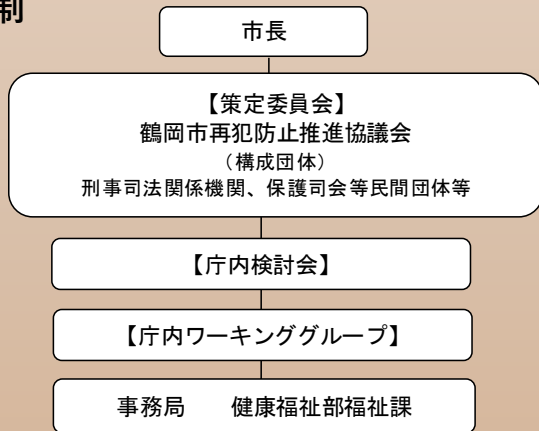 制
市長
【策定委員会】
鶴岡市再犯防止推進協議会
（構成団体）
刑事司法関係機関、保護司会等民間団体等
【庁内検討会】
【庁内ワーキンググループ】
事務局　　健康福祉部福祉課